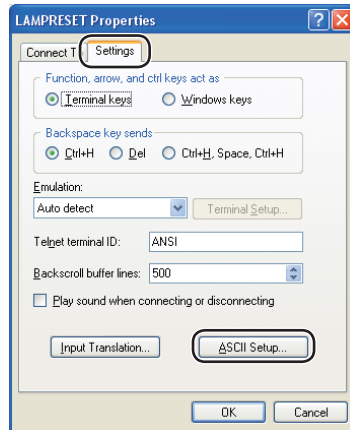 LAMPRESET Properties
Connect T Settings
Function, arrow, and ctrl keys act as
Terminal keys Windows keys
Backspace key sends
Ctrl+H Del Ctrl+H, Space, Ctrl+H
Emulation:
Auto detect Terminal Setup...
Telnet terminal ID: ANSI
Backscroll buffer lines: 500
Play sound when connecting or disconnecting
Input Translation... ASCII Setup...
OK Cancel